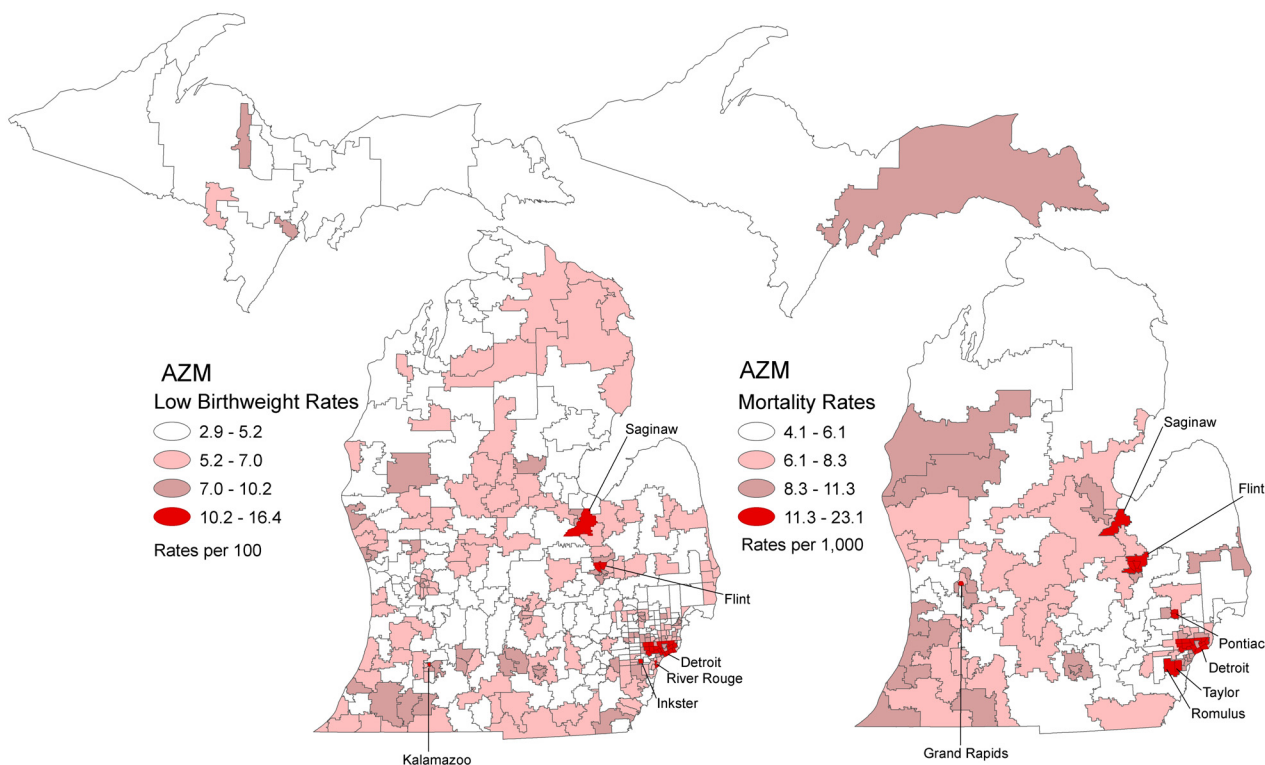 AZM
Low Birthweight Rates
2.9 - 5.2
5.2 - 7.0
7.0 - 10.2
10.2 - 16.4
Rates per 100
Saginaw
Flint
Detroit
River Rouge
Inkster
Kalamazoo
AZM
Mortality Rates
4.1 - 6.1
6.1 - 8.3
8.3 - 11.3
11.3 - 23.1
Rates per 1,000
Saginaw
Flint
Pontiac
Detroit
Taylor
Romulus
Grand Rapids